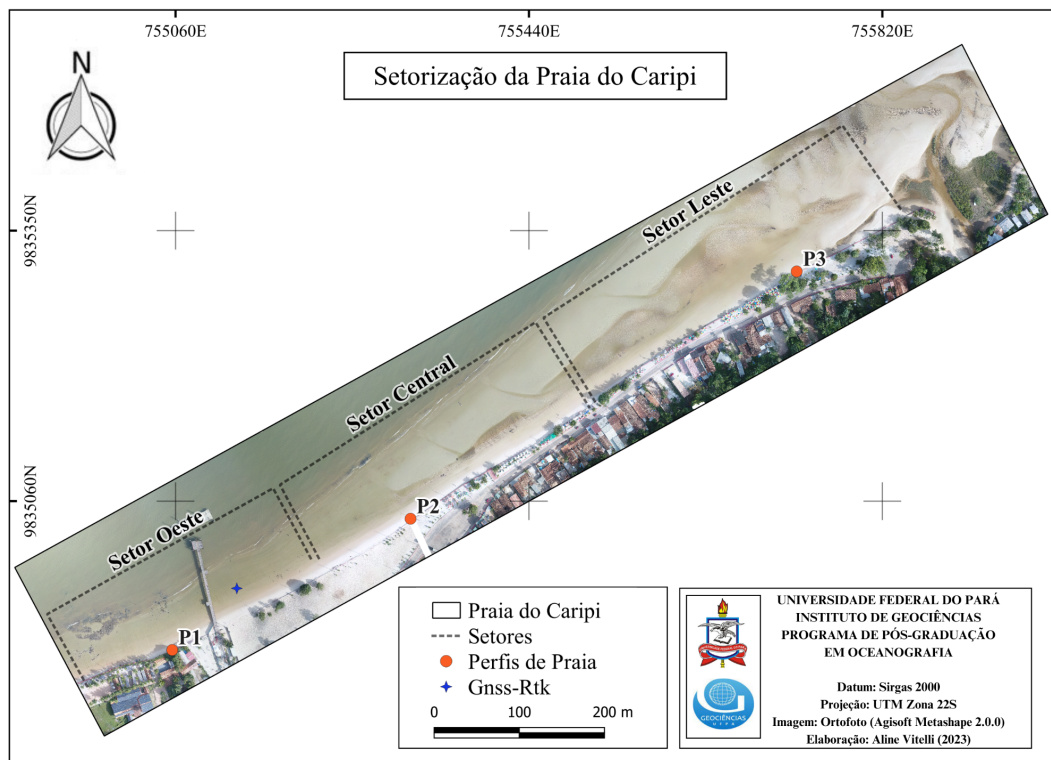 755060E
755440E
755820E
Setorização da Praia do Caripi
N
9835350N
9835060N
Setor Leste
P3
Setor Central
P2
Setor Oeste
P1
Praia do Caripi
Setores
Perfis de Praia
Gnss-Rtk
0 100 200 m
UNIVERSIDADE FEDERAL DO PARÁ
INSTITUTO DE GEOCIÊNCIAS
PROGRAMA DE PÓS-GRADUAÇÃO
EM OCEANOGRAFIA
GEOCIÊNCIAS
UFPA
Datum: Sirgas 2000
Projeção: UTM Zona 22S
Imagem: Ortofoto (Agisoft Metashape 2.0.0)
Elaboração: Aline Vitelli (2023)